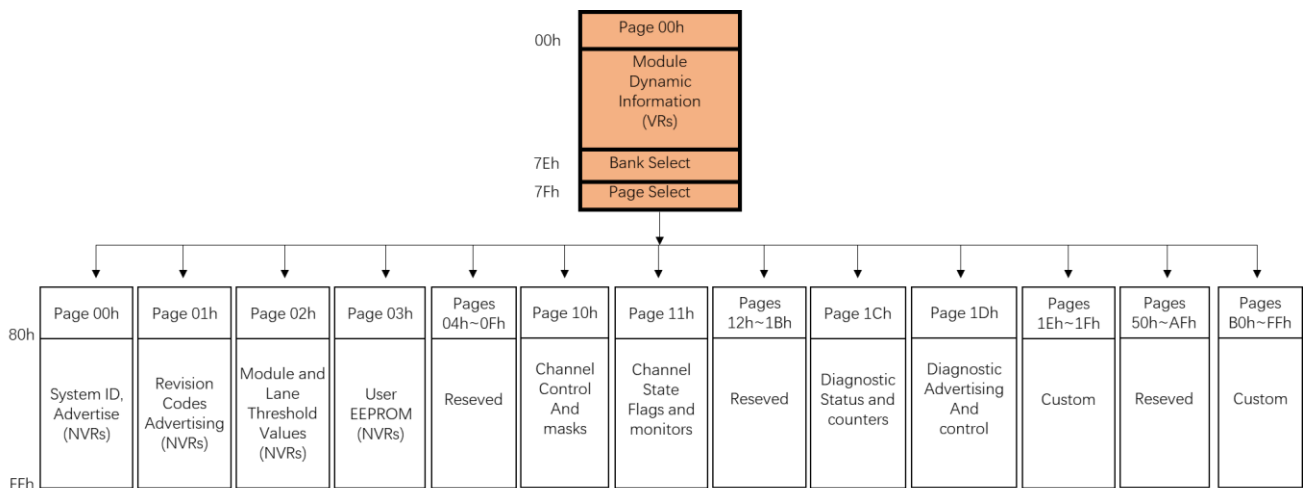 Page 00h
00h
Module
Dynamic
Information
(VRs)
7Eh
Bank Select
7Fh
Page Select
Page 00h
Page 01h
Page 02h
Page 03h
Pages
04h~0Fh
Page 10h
Page 11h
Pages
12h~1Bh
Page 1Ch
Page 1Dh
Pages
1Eh~1Fh
Pages
50h~AFh
Pages
B0h~FFh
80h
System ID,
Advertise
(NVRs)
Revision
Codes
Advertising
(NVRs)
Module and
Lane
Threshold
Values
(NVRs)
User
EEPROM
(NVRs)
Reseved
Channel
Control
And
masks
Channel
State
Flags and
monitors
Reseved
Diagnostic
Status and
counters
Diagnostic
Advertising
And
control
Custom
Reseved
Custom
FFh